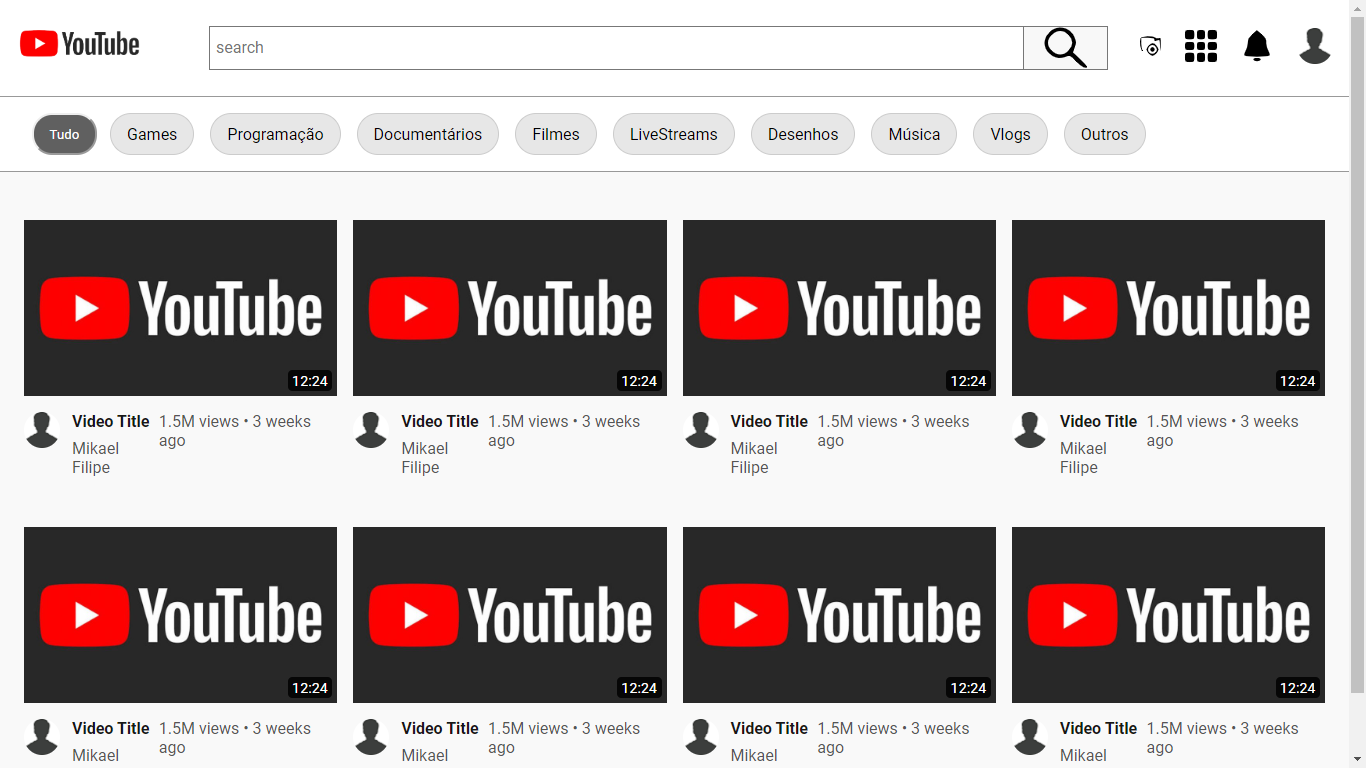 YouTube
search
Tudo Games Programação Documentários Filmes LiveStreams Desenhos Música Vlogs Outros
YouTube YouTube YouTube YouTube
12:24 12:24 12:24 12:24
Video Title 1.5M views • 3 weeks ago
Mikael Filipe
Video Title 1.5M views • 3 weeks ago
Mikael Filipe
Video Title 1.5M views • 3 weeks ago
Mikael Filipe
Video Title 1.5M views • 3 weeks ago
Mikael Filipe
YouTube YouTube YouTube YouTube
12:24 12:24 12:24 12:24
Video Title 1.5M views • 3 weeks ago
Mikael
Video Title 1.5M views • 3 weeks ago
Mikael
Video Title 1.5M views • 3 weeks ago
Mikael
Video Title 1.5M views • 3 weeks ago
Mikael